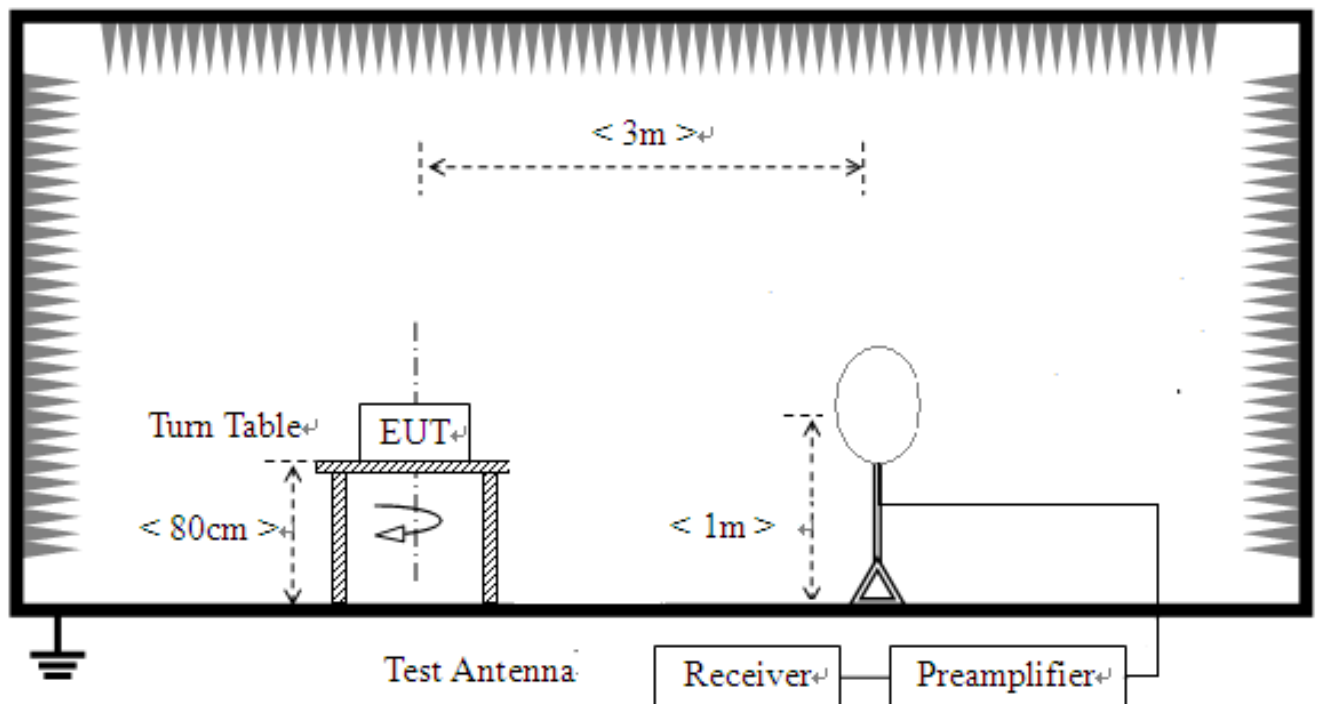 < 3m >↵
Turn Table↵
EUT↵
< 80cm >↵
< 1m > ↵
Test Antenna
Receiver↵
Preamplifier↵